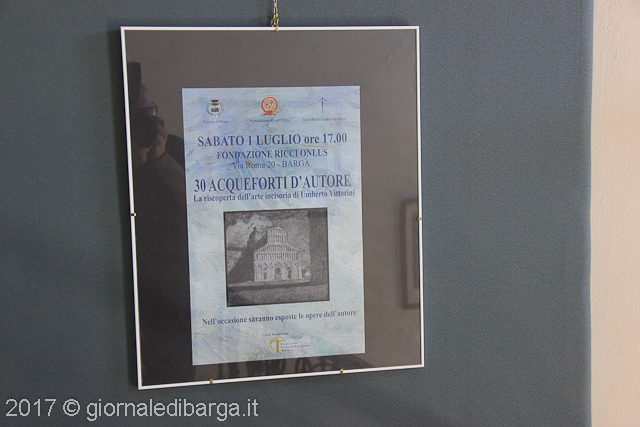 SABATO 1 LUGLIO ore 17.00
FONDAZIONE RICCI ONLUS
Via Roma 20 - BARGA
30 ACQUEFORTI D'AUTORE
La riscoperta dell'arte incisoria di Umberto Vittorini
Nell'occasione saranno esposte le opere dell'autore
2017 © giornaledibarga.it